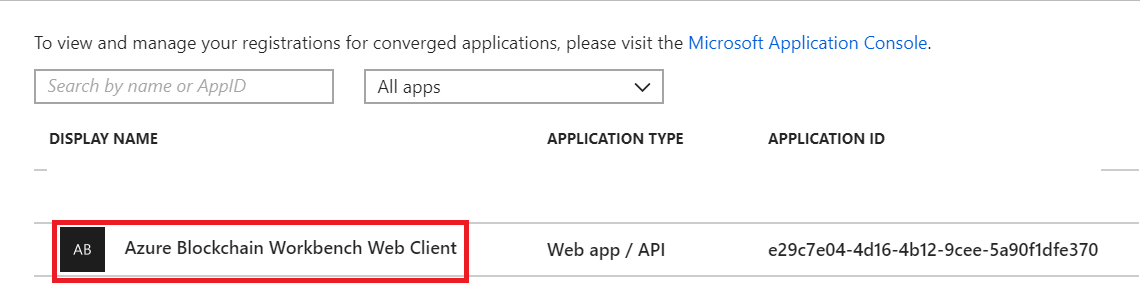 To view and manage your registrations for converged applications, please visit the Microsoft Application Console.
Search by name or AppID All apps
DISPLAY NAME APPLICATION TYPE APPLICATION ID
AB Azure Blockchain Workbench Web Client Web app / API e29c7e04-4d16-4b12-9cee-5a90f1dfe370